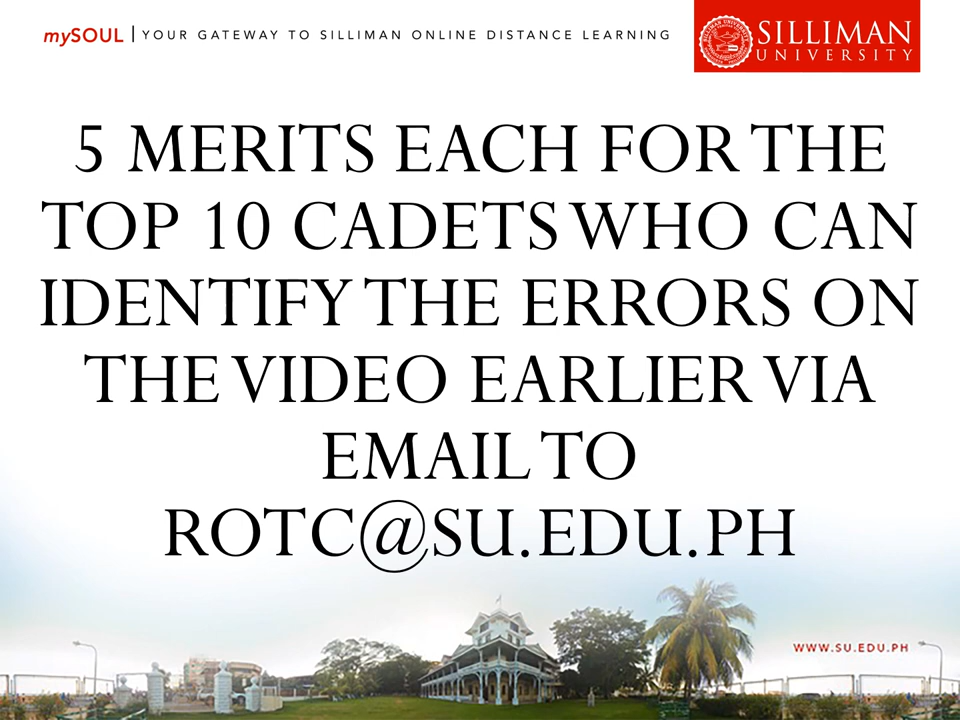 mySOUL | YOUR GATEWAY TO SILLIMAN ONLINE DISTANCE LEARNING
SILLIMAN
UNIVERSITY
5 MERITS EACH FOR THE
TOP 10 CADETS WHO CAN
IDENTIFY THE ERRORS ON
THE VIDEO EARLIER VIA
EMAIL TO
ROTC@SU.EDU.PH
WWW.SU.EDU.PH